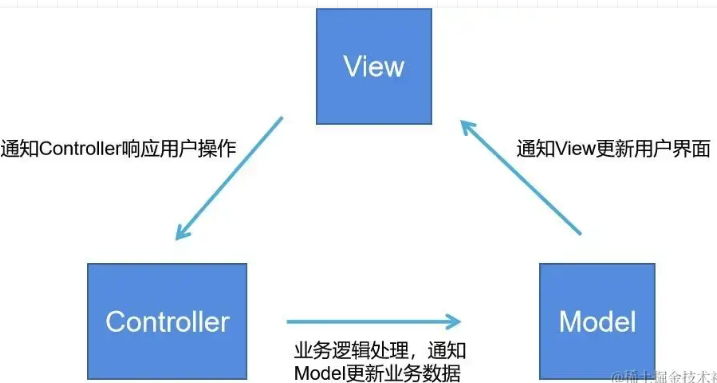 View
通知Controller响应用户操作
通知View更新用户界面
Controller
Model
业务逻辑处理，通知
Model更新业务数据
@稀土掘金技术社